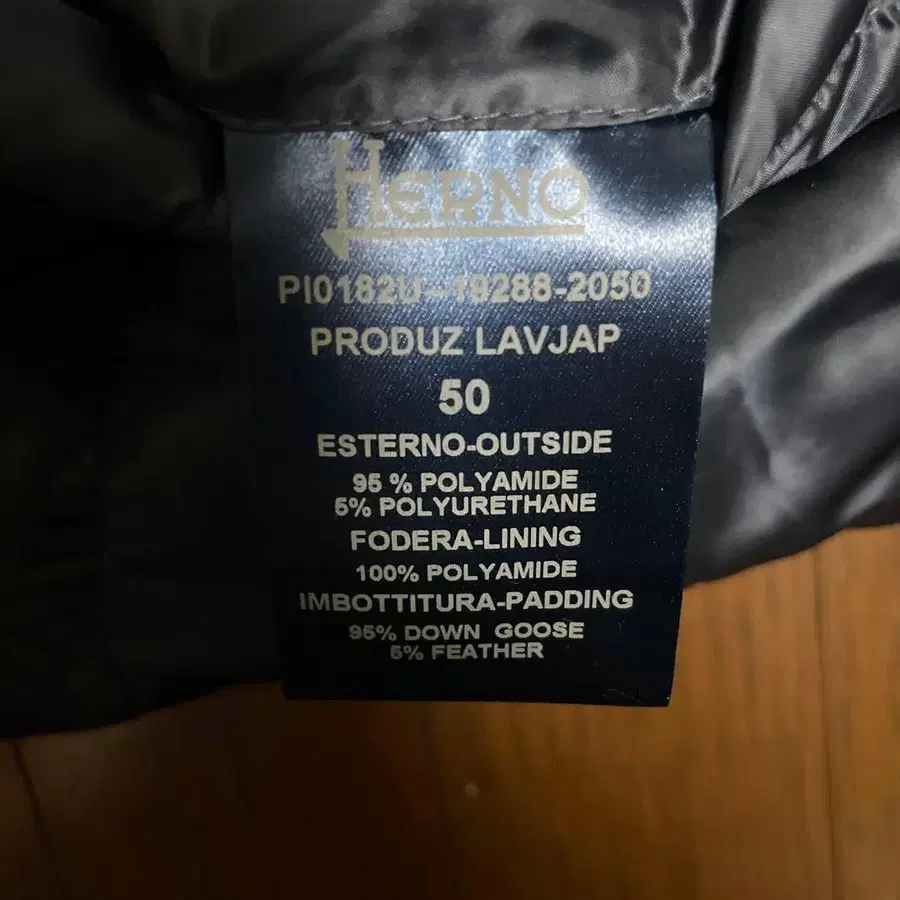 HERNO
PI0182U-19288-2050
PRODUZ LAVJAP
50
ESTERNO-OUTSIDE
95 % POLYAMIDE
5% POLYURETHANE
FODERA-LINING
100% POLYAMIDE
IMBOTTITURA-PADDING
95% DOWN GOOSE
5% FEATHER